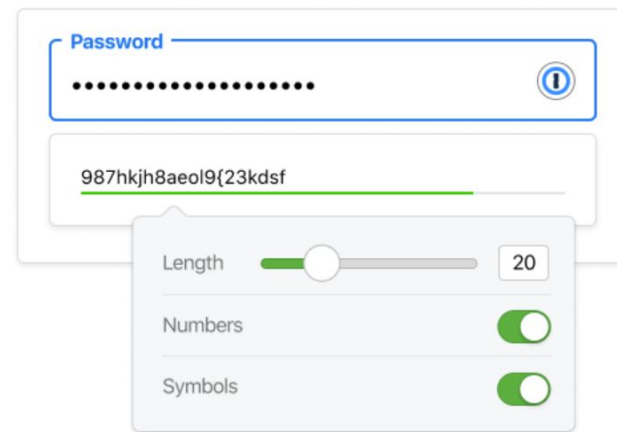 Password
••••••••••••••••••••
987hkjh8aeol9{23kdsf
Length 20
Numbers
Symbols